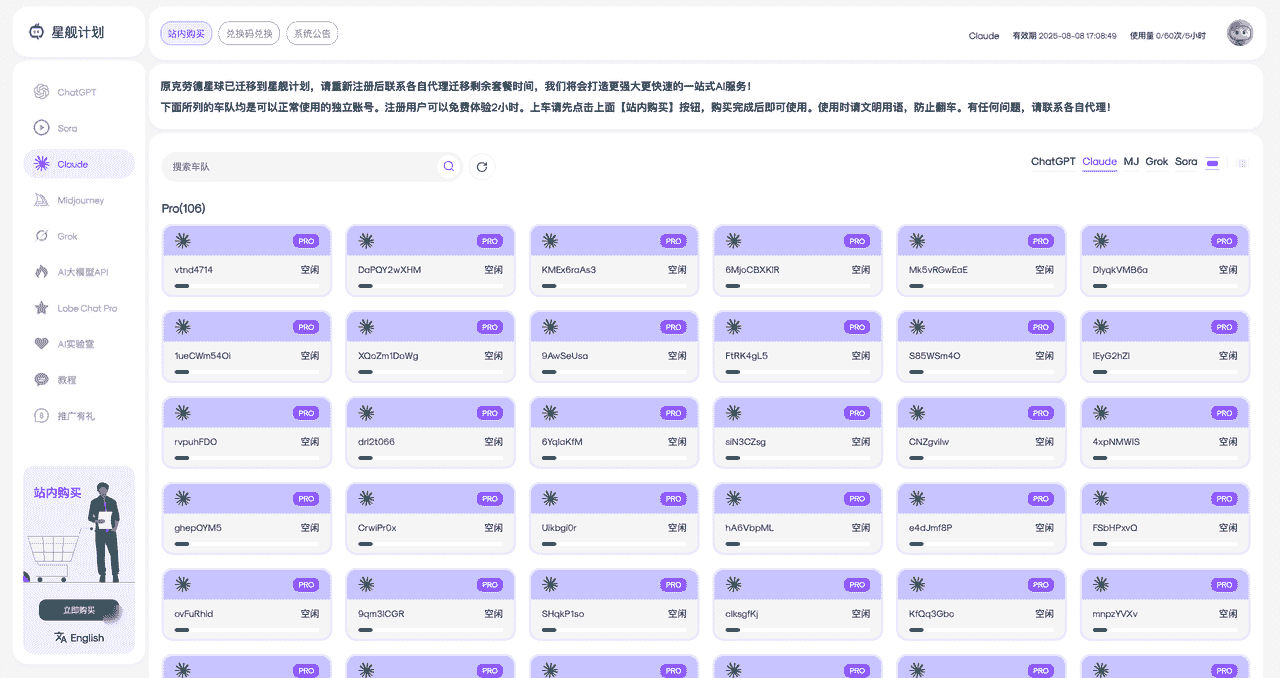 星舰计划
站内购买 兑换码兑换 系统公告
Claude 有效期 2025-08-08 17:08:49 使用量 0/60次/5小时
原克劳德星球已迁移到星舰计划，请重新注册后联系各自代理迁移剩余套餐时间，我们将会打造更强大更快速的一站式AI服务！
下面所列的车队均是可以正常使用的独立账号。注册用户可以免费体验2小时。上车请先点击上面【站内购买】按钮，购买完成后即可使用。使用时请文明用语，防止翻车。有任何问题，请联系各自代理！
ChatGPT
Sora
Claude
Midjourney
Grok
AI大模型API
Lobe Chat Pro
AI实验室
教程
推广有礼
站内购买
立即购买
English
搜索车队
ChatGPT Claude MJ Grok Sora
Pro(106)
PRO PRO PRO PRO PRO PRO
vtnd4714 空闲 DaPQY2wXHM 空闲 KMEx6raAs3 空闲 6MjoCBXK1R 空闲 Mk5vRGwEaE 空闲 DlyqkVMB6a 空闲
PRO PRO PRO PRO PRO PRO
1ueCWm54Oi 空闲 XQoZm1DoWg 空闲 9AwSeUsa 空闲 FtRK4gL5 空闲 S85WSm4O 空闲 IEyG2hZl 空闲
PRO PRO PRO PRO PRO PRO
rvpuhFDO 空闲 drl2t066 空闲 6YqlaKfM 空闲 siN3CZsg 空闲 CNZgvilw 空闲 4xpNMWlS 空闲
PRO PRO PRO PRO PRO PRO
ghepOYM5 空闲 CrwiPr0x 空闲 Uikbgi0r 空闲 hA6VbpML 空闲 e4dJmf8P 空闲 FSbHPxvQ 空闲
PRO PRO PRO PRO PRO PRO
ovFuRhid 空闲 9qm3lCGR 空闲 SHqkP1so 空闲 clksgfKj 空闲 KfQq3Gbc 空闲 mnpzYVXv 空闲
PRO PRO PRO PRO PRO PRO